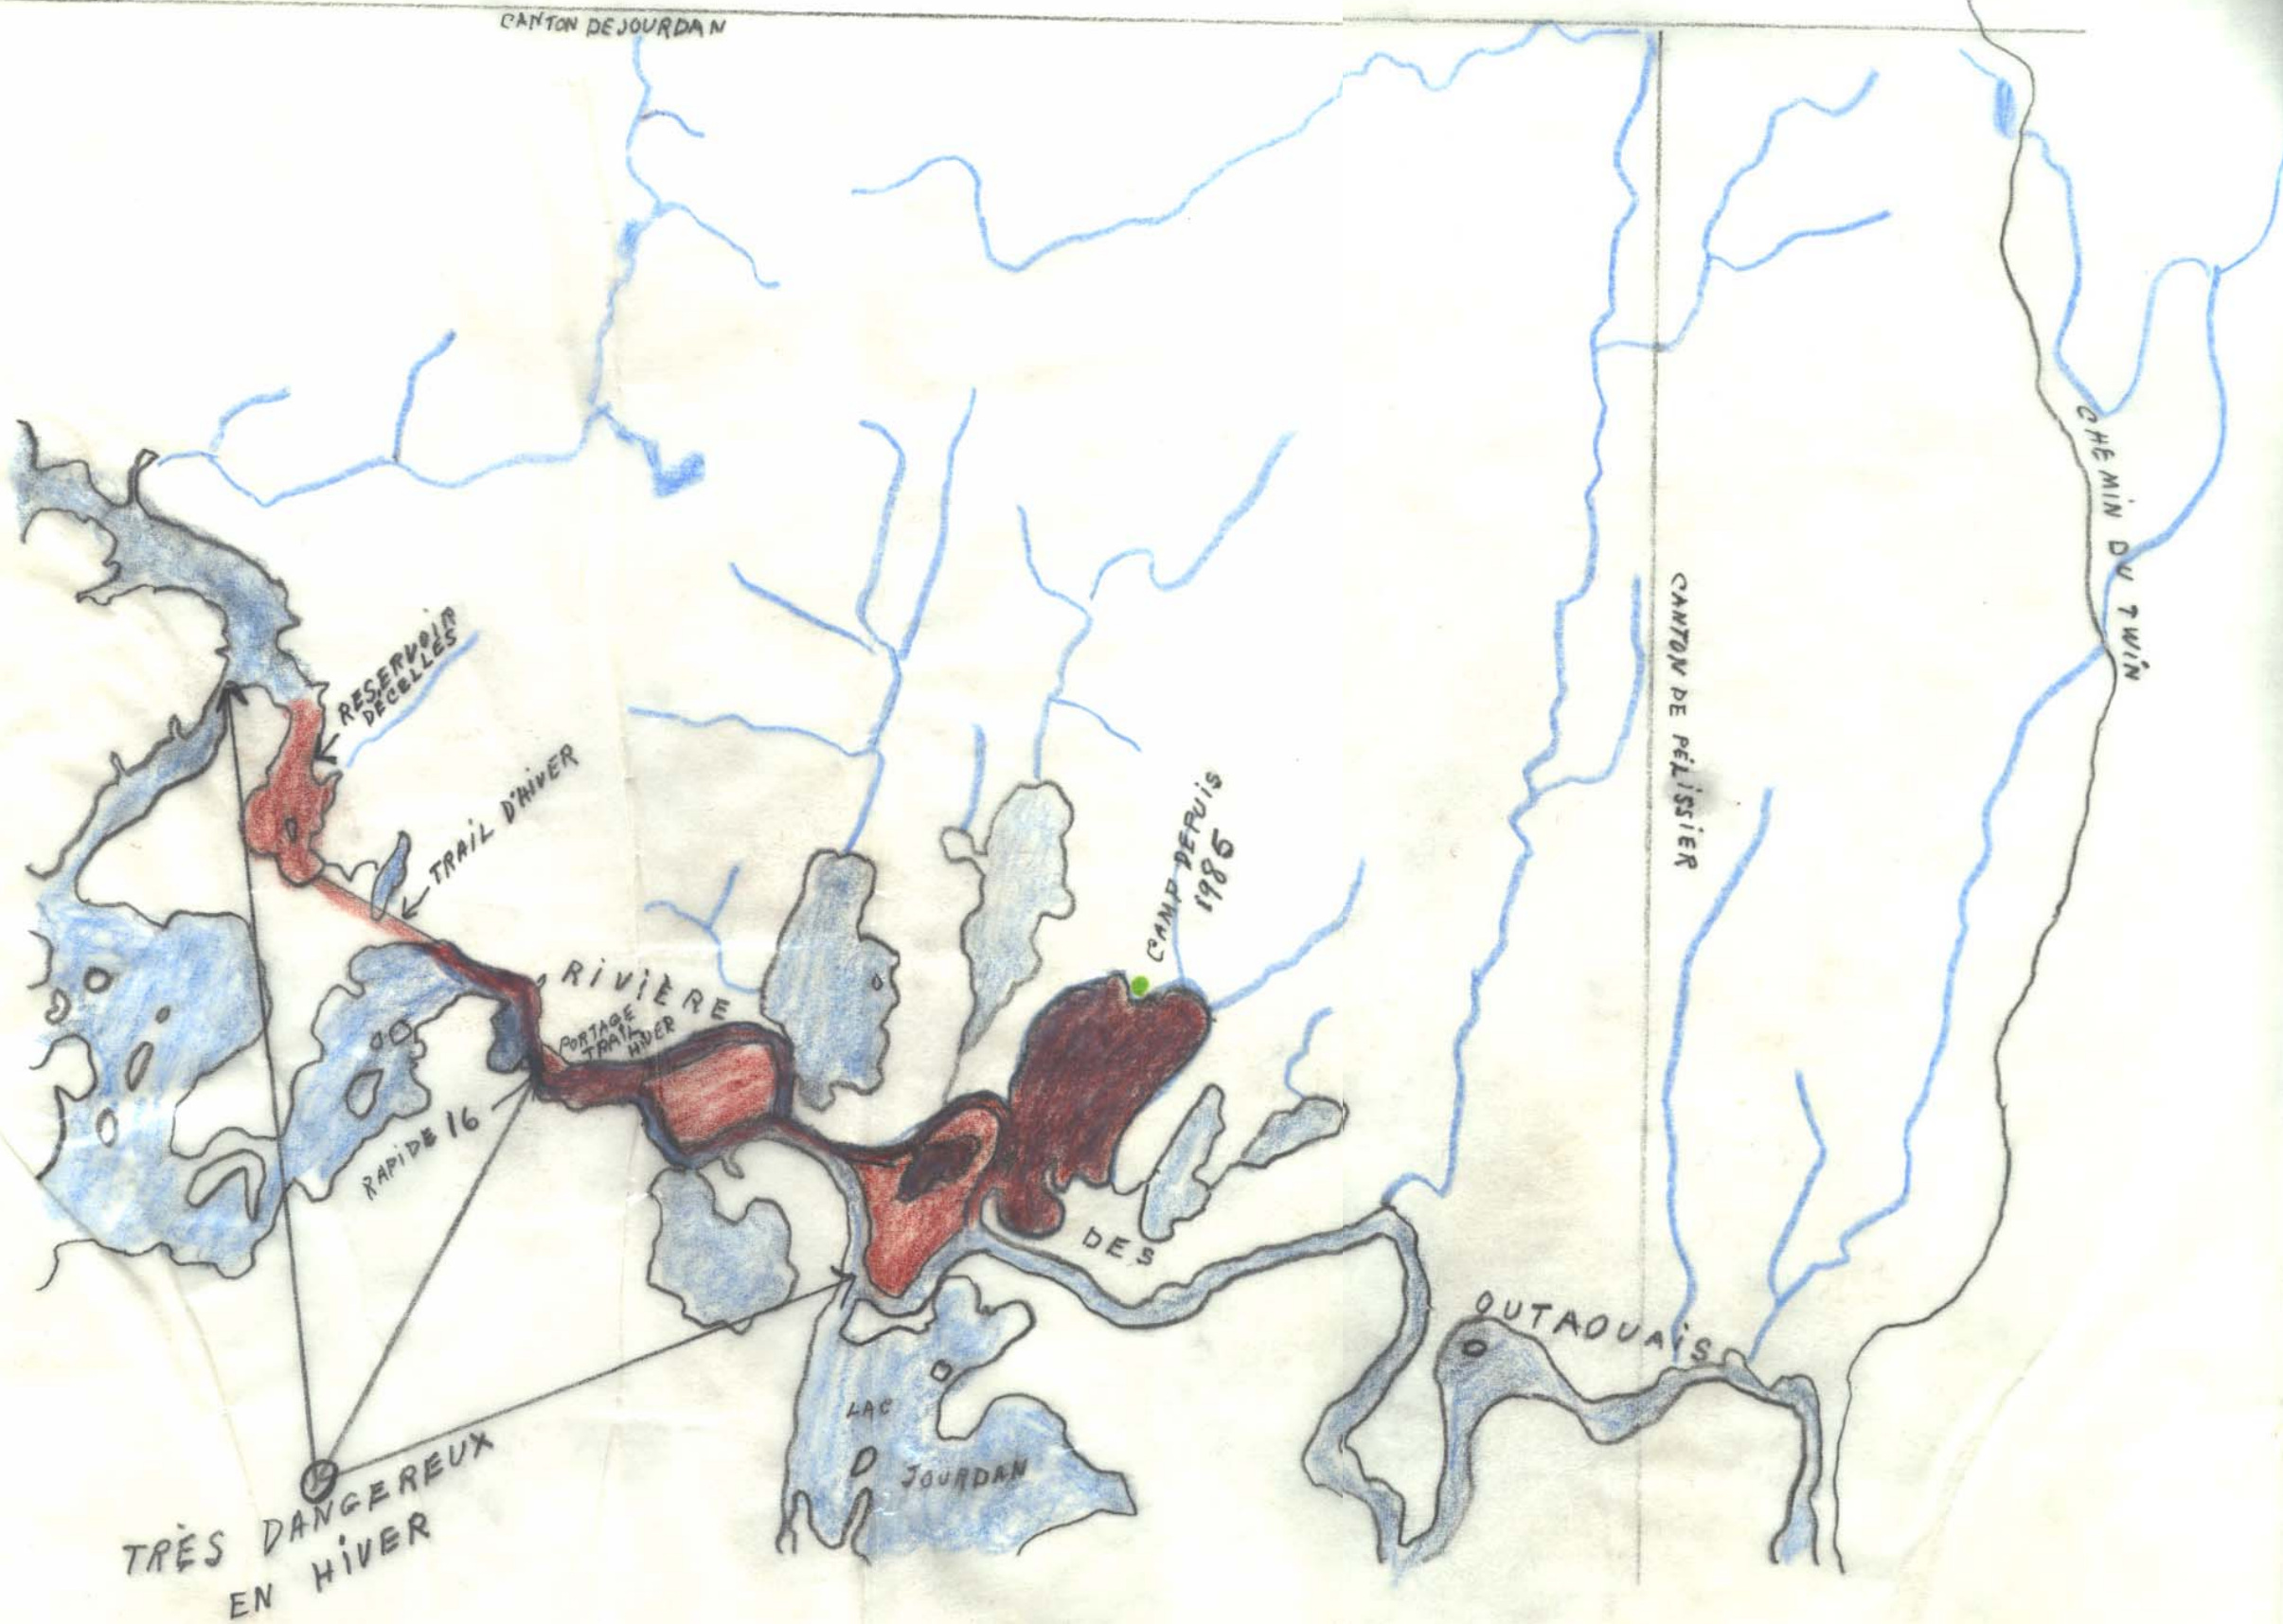 CANTON DE JOURDAN
CHEMIN DU TWIN
CANTON DE PÉLISSIER
RESERVOIR
DECELLES
TRAIL D'HIVER
CAMP DEPUIS
1985
RIVIÈRE
PORTAGE
TRAIL
HIVER
RAPIDE 16
DES
OUTAOUAIS
LAC
JOURDAN
TRÈS DANGEREUX
EN HIVER